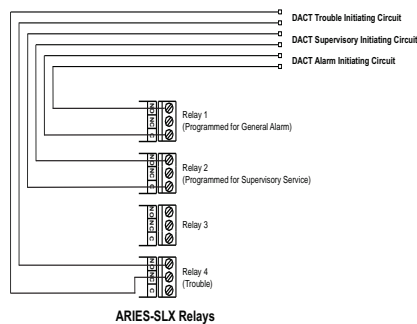 DACT Trouble Initiating Circuit
DACT Supervisory Initiating Circuit
DACT Alarm Initiating Circuit
NO NC C
Relay 1
(Programmed for General Alarm)
NO NC C
Relay 2
(Programmed for Supervisory Service)
NO NC C
Relay 3
NO NC C
Relay 4
(Trouble)
ARIES-SLX Relays